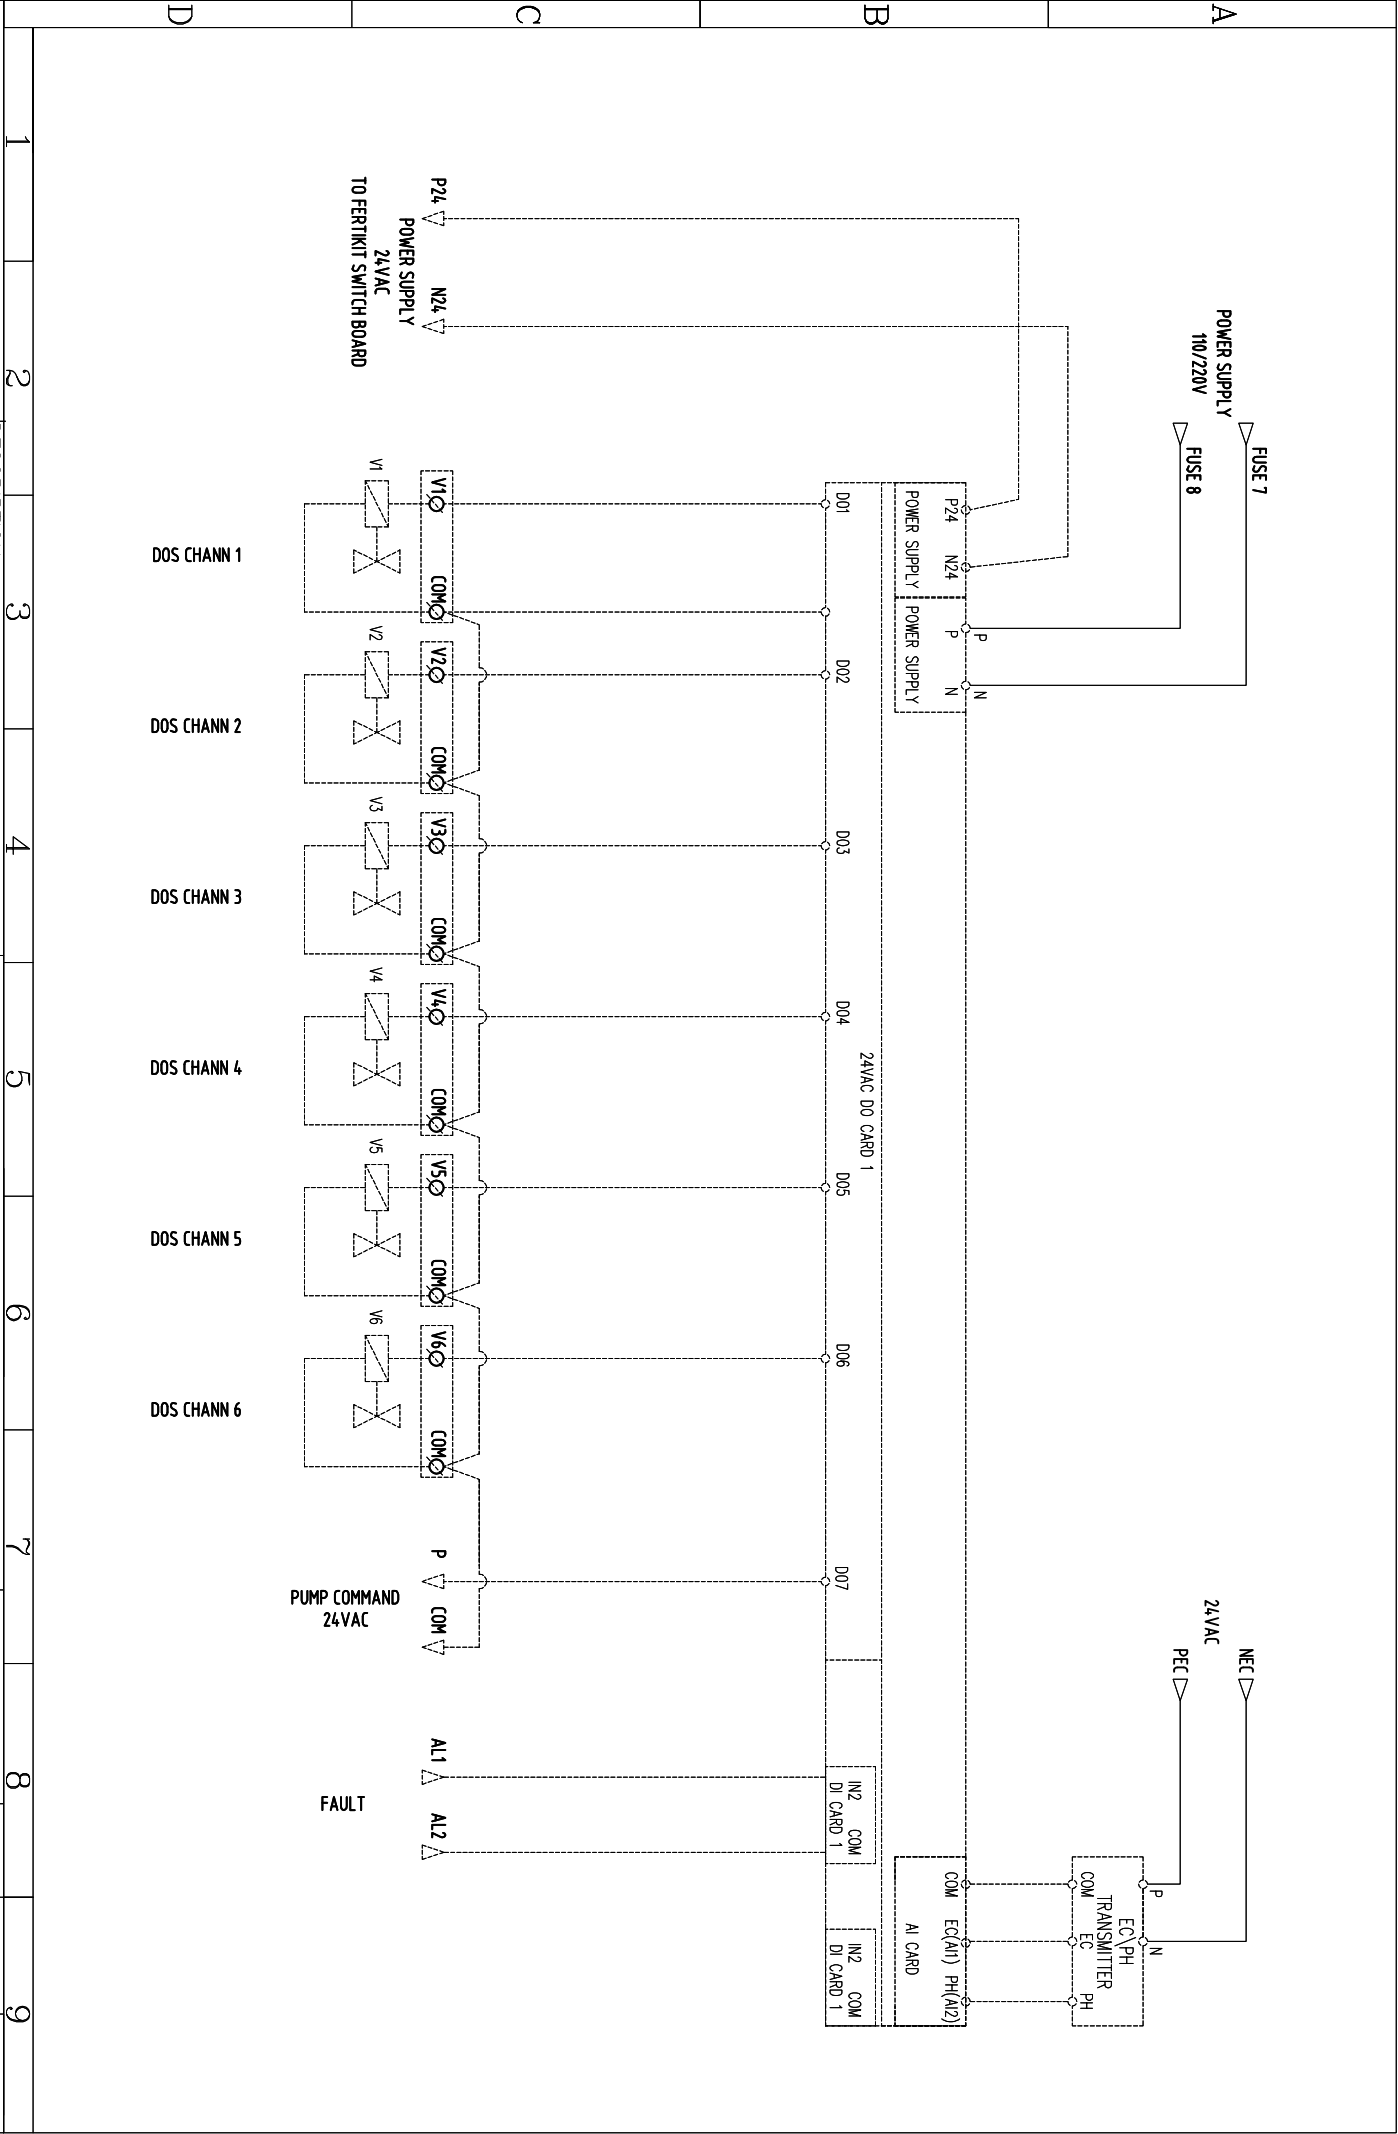 A
B
C
D
1
2
3
4
5
6
7
8
9
POWER SUPPLY
110/220V
FUSE 7
FUSE 8
24VAC
NEC
PEC
P
N
EC\PH
TRANSMITTER
COM
EC
PH
P24
N24
POWER SUPPLY
P
N
P
N
POWER SUPPLY
COM
EC(AI1)
PH(AI2)
AI CARD
24VAC DO CARD 1
DO1
DO2
DO3
DO4
DO5
DO6
DO7
IN2
COM
DI CARD 1
IN2
COM
DI CARD 1
P24
N24
POWER SUPPLY
24VAC
TO FERTIKIT SWITCH BOARD
V1
COM
V2
COM
V3
COM
V4
COM
V5
COM
V6
COM
P
COM
AL1
AL2
V1
V2
V3
V4
V5
V6
PUMP COMMAND
24VAC
FAULT
DOS CHANN 1
DOS CHANN 2
DOS CHANN 3
DOS CHANN 4
DOS CHANN 5
DOS CHANN 6